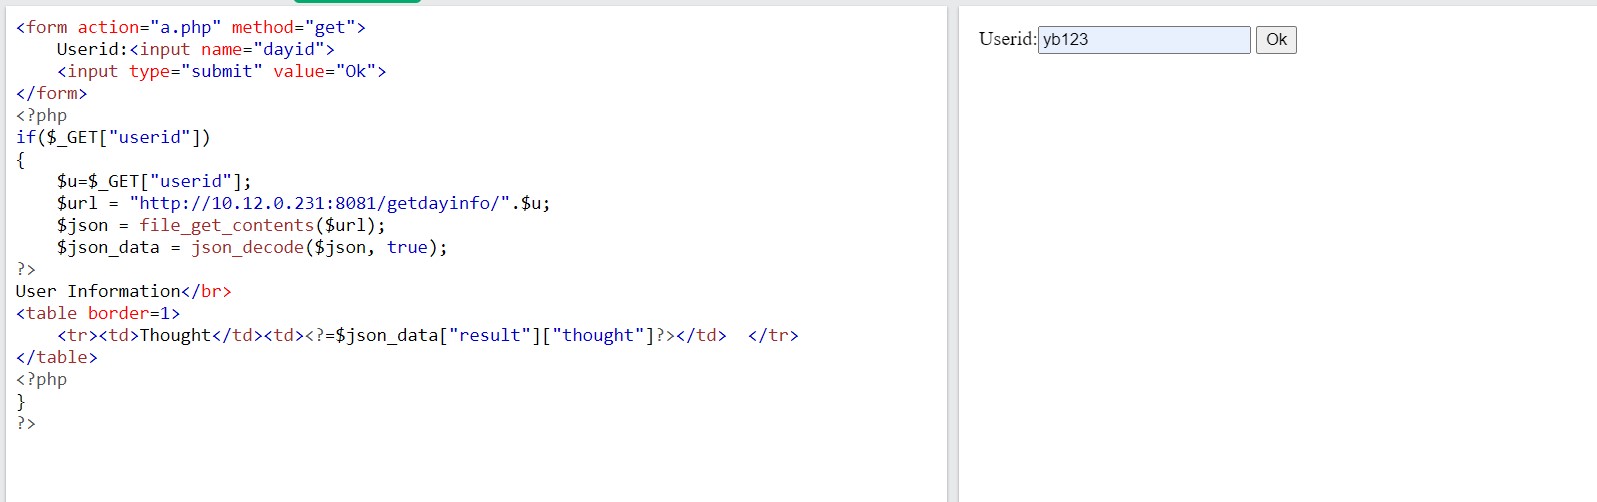 <form action="a.php" method="get">
    Userid:<input name="dayid">
    <input type="submit" value="Ok">
</form>
<?php
if($_GET["userid"])
{
    $u=$_GET["userid"];
    $url = "http://10.12.0.231:8081/getdayinfo/".$u;
    $json = file_get_contents($url);
    $json_data = json_decode($json, true);
?>
User Information</br>
<table border=1>
    <tr><td>Thought</td><td><?=$json_data["result"]["thought"]?></td>  </tr>
</table>
<?php
}
?>
Userid: yb123 Ok